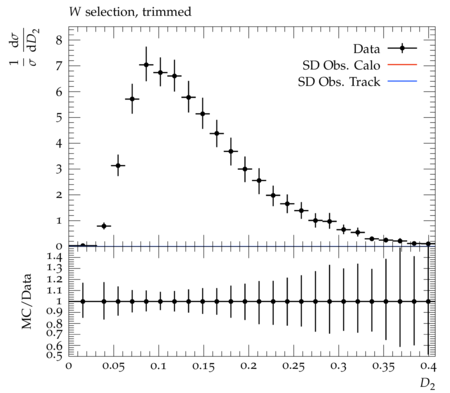 W selection, trimmed
1/σ dσ/dD₂
8
7
6
5
4
3
2
1
0
Data
SD Obs. Calo
SD Obs. Track
MC/Data
1.4
1.3
1.2
1.1
1
0.9
0.8
0.7
0.6
0.5
0 0.05 0.1 0.15 0.2 0.25 0.3 0.35 0.4
D₂